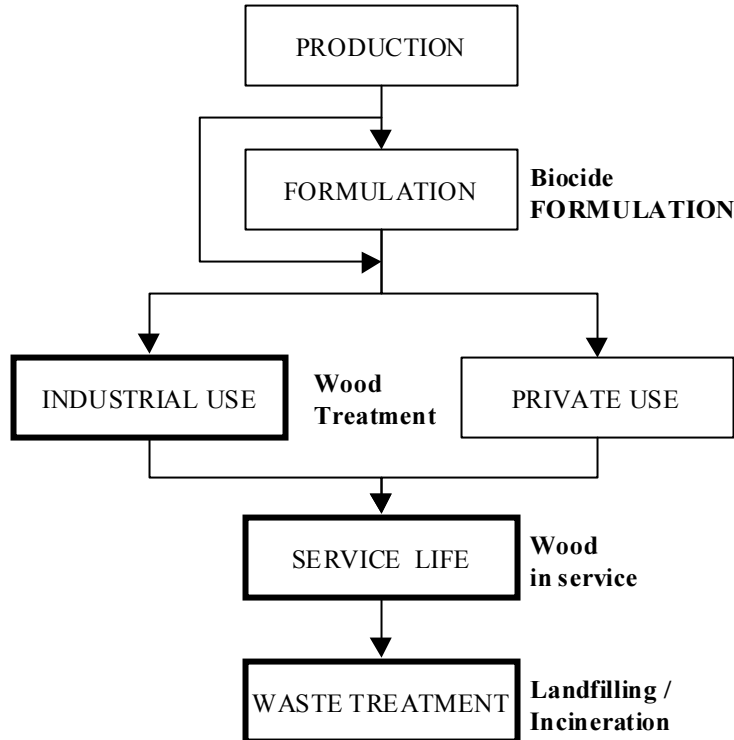 PRODUCTION
FORMULATION
Biocide
FORMULATION
INDUSTRIAL USE
Wood
Treatment
PRIVATE USE
SERVICE LIFE
Wood
in service
WASTE TREATMENT
Landfilling /
Incineration